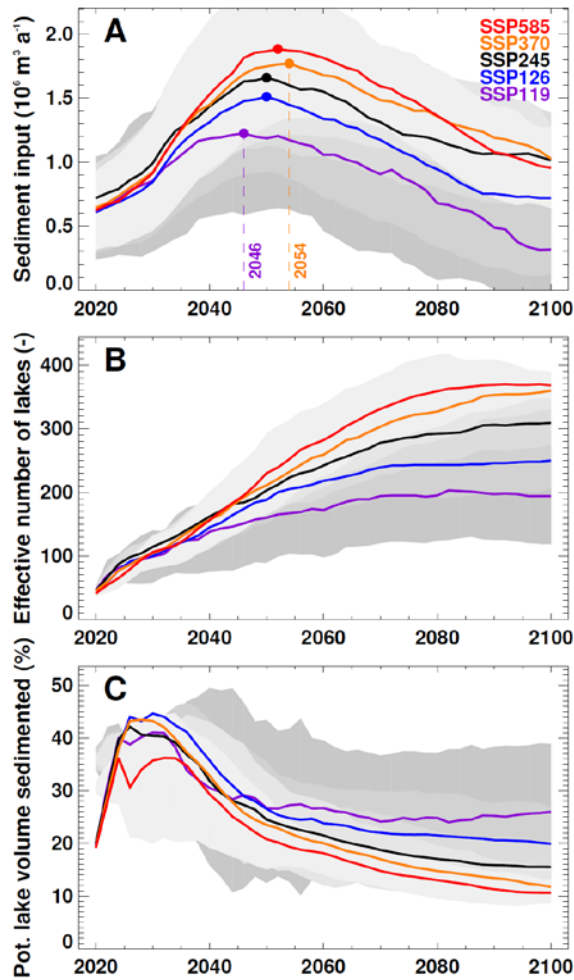 A
2.0
1.5
1.0
0.5
0.0
Sediment input (10⁶ m³ a⁻¹)
SSP585
SSP370
SSP245
SSP126
SSP119
2046
2054
2020 2040 2060 2080 2100
B
400
300
200
100
0
Effective number of lakes (-)
2020 2040 2060 2080 2100
C
50
40
30
20
10
0
Pot. lake volume sedimented (%)
2020 2040 2060 2080 2100